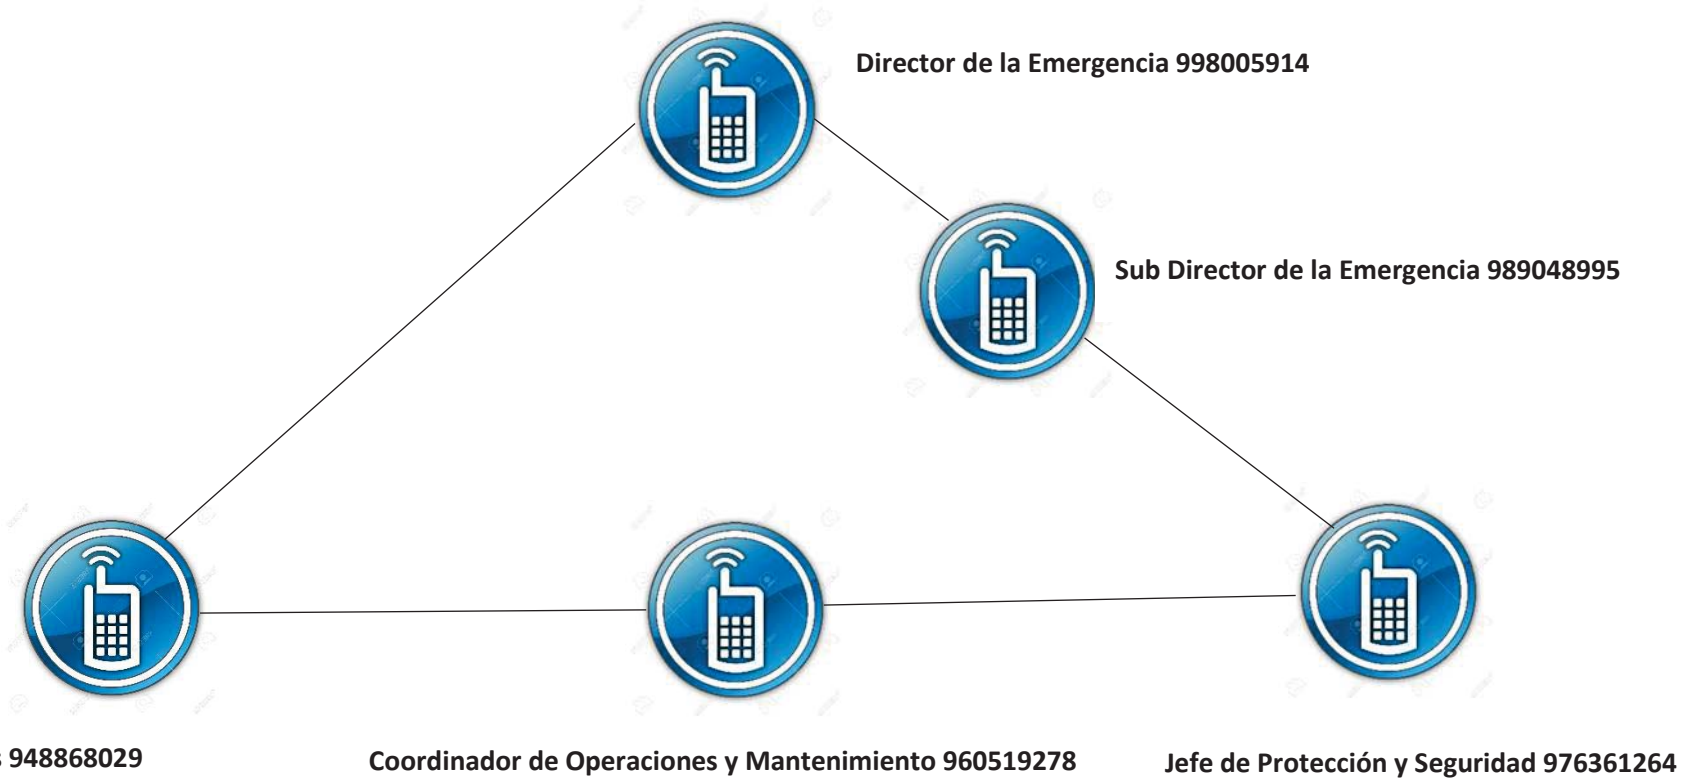 Director de la Emergencia 998005914
Sub Director de la Emergencia 989048995
948868029
Coordinador de Operaciones y Mantenimiento 960519278
Jefe de Protección y Seguridad 976361264